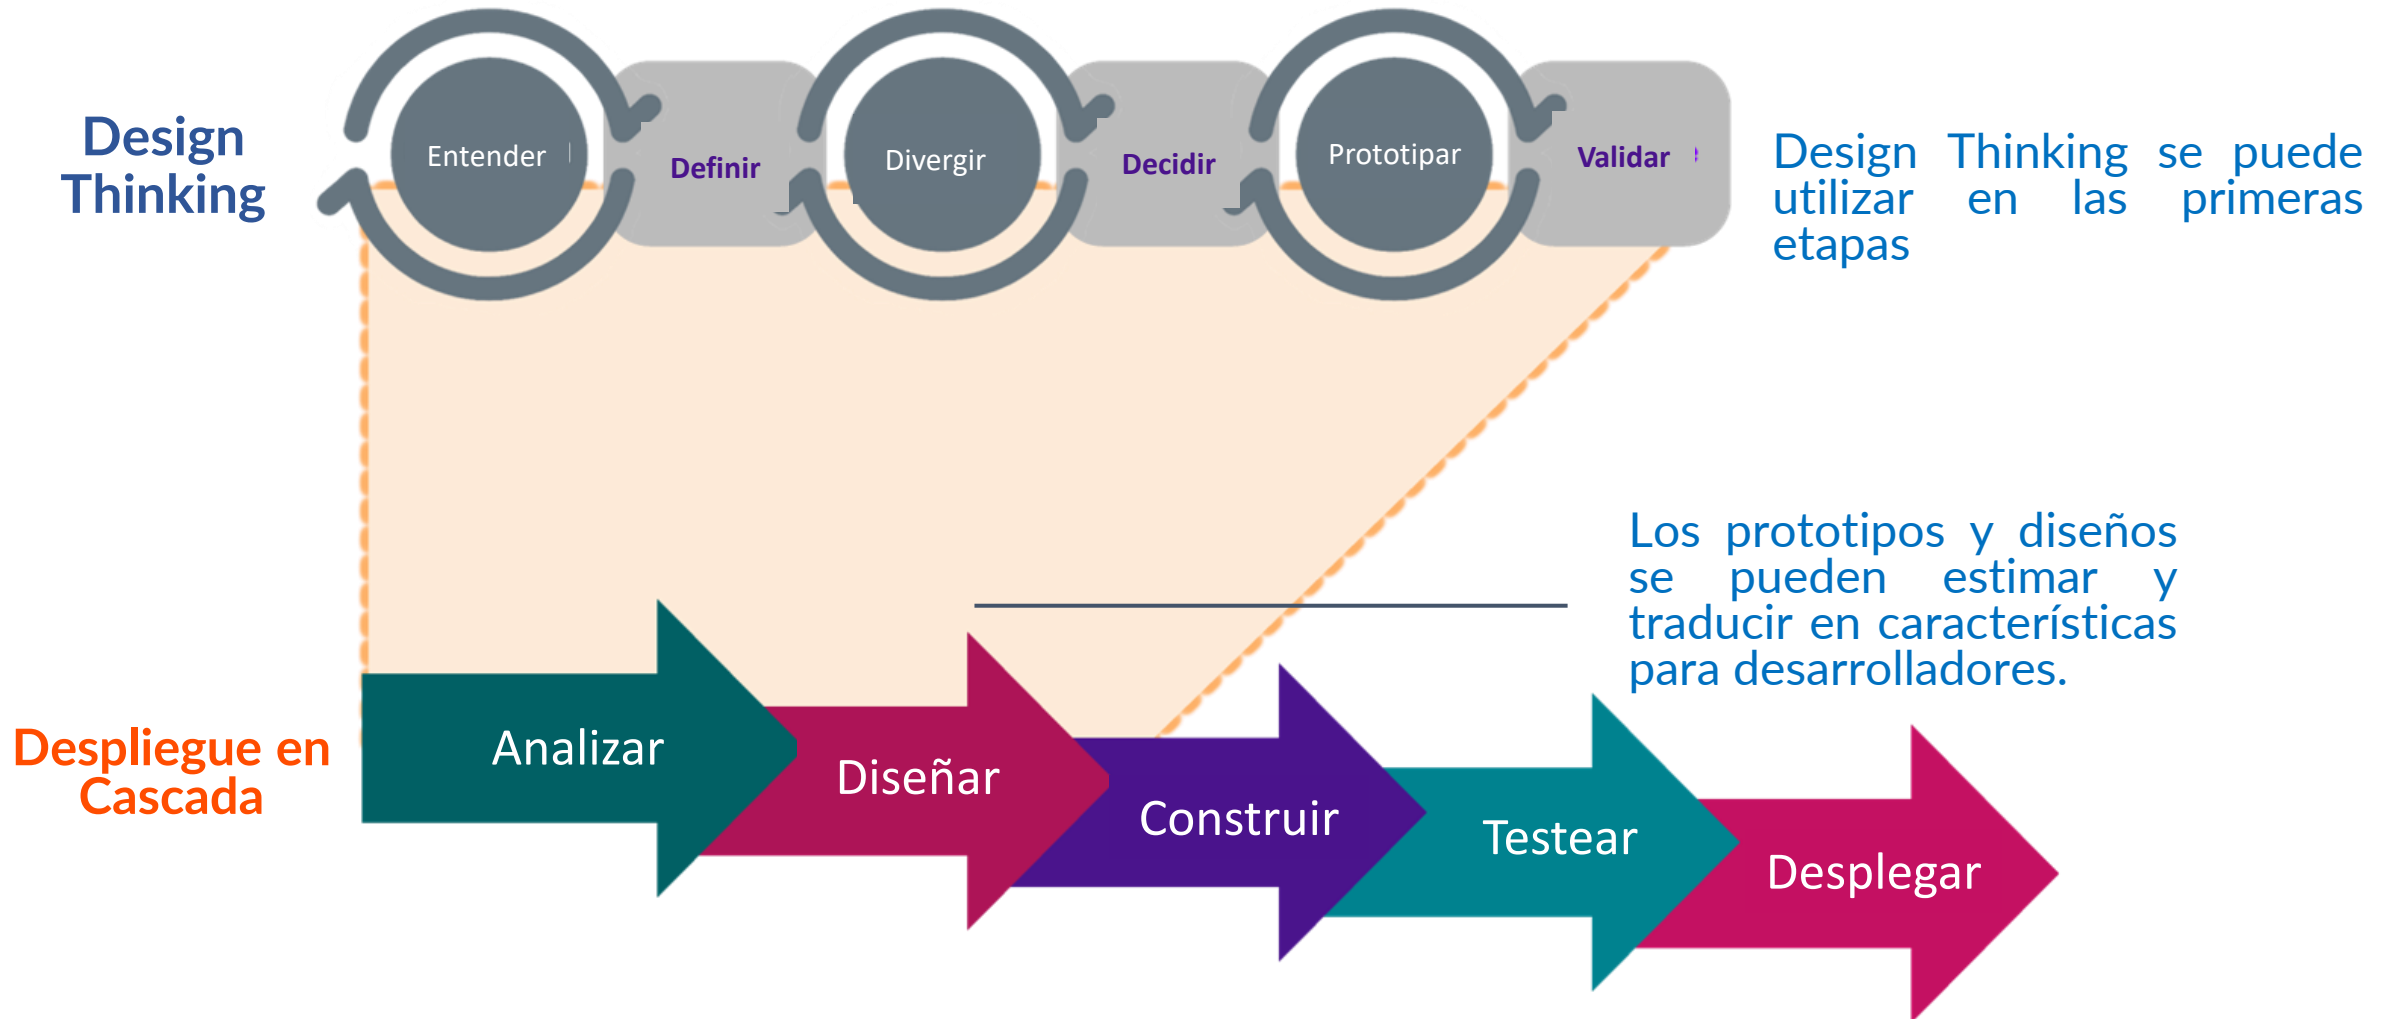 Design
Thinking
Entender
Definir
Divergir
Decidir
Prototipar
Validar
Design Thinking se puede
utilizar en las primeras
etapas
Los prototipos y diseños
se pueden estimar y
traducir en características
para desarrolladores.
Despliegue en
Cascada
Analizar
Diseñar
Construir
Testear
Desplegar